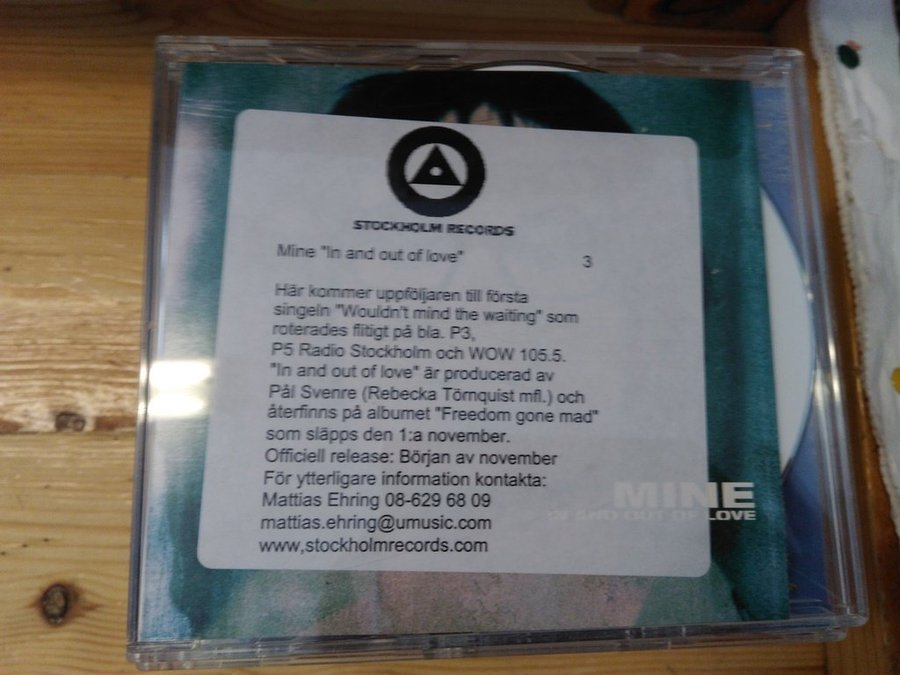 STOCKHOLM RECORDS
Mine "In and out of love" 3
Här kommer uppföljaren till första
singeln "Wouldn't mind the waiting" som
roterades flitigt på bla. P3,
P5 Radio Stockholm och WOW 105.5.
"In and out of love" är producerad av
Pål Svenre (Rebecka Törnquist mfl.) och
återfinns på albumet "Freedom gone mad"
som släpps den 1:a november.
Officiell release: Början av november
För ytterligare information kontakta:
Mattias Ehring 08-629 68 09
mattias.ehring@umusic.com
www,stockholmrecords.com
MINE
IN AND OUT OF LOVE